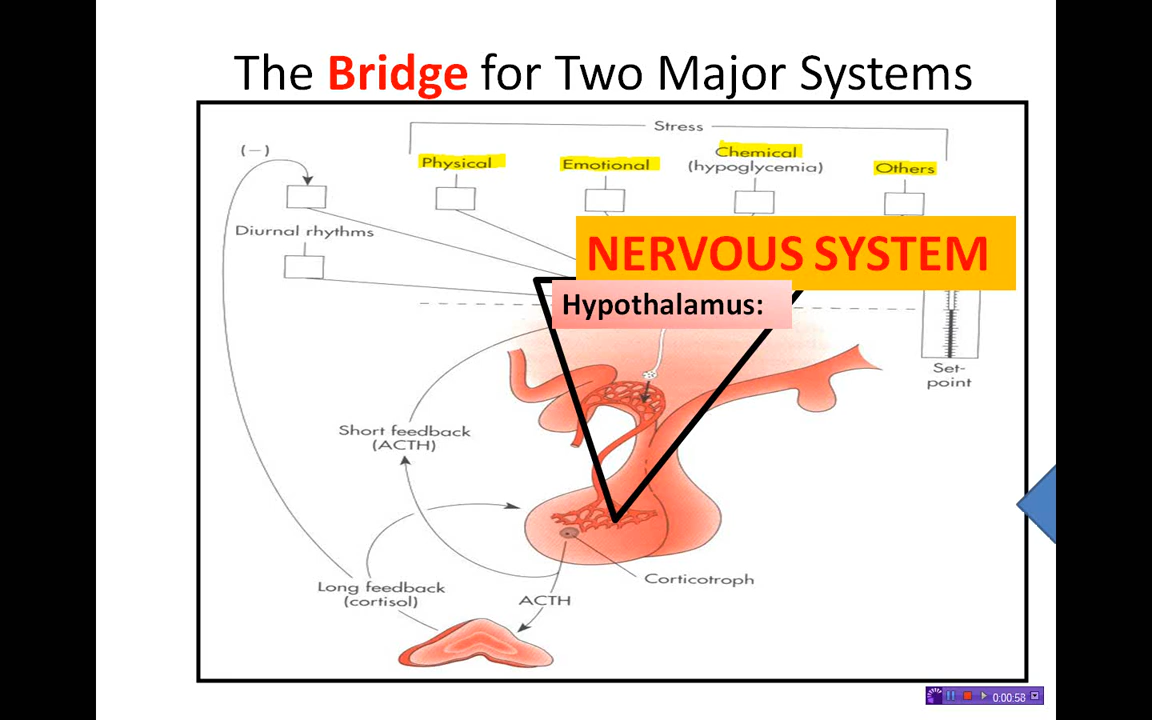 The Bridge for Two Major Systems
Stress
(−)
Physical
Emotional
Chemical
(hypoglycemia)
Others
Diurnal rhythms
NERVOUS SYSTEM
Hypothalamus:
Set-
point
Short feedback
(ACTH)
Corticotroph
Long feedback
(cortisol)
ACTH
0:00:58